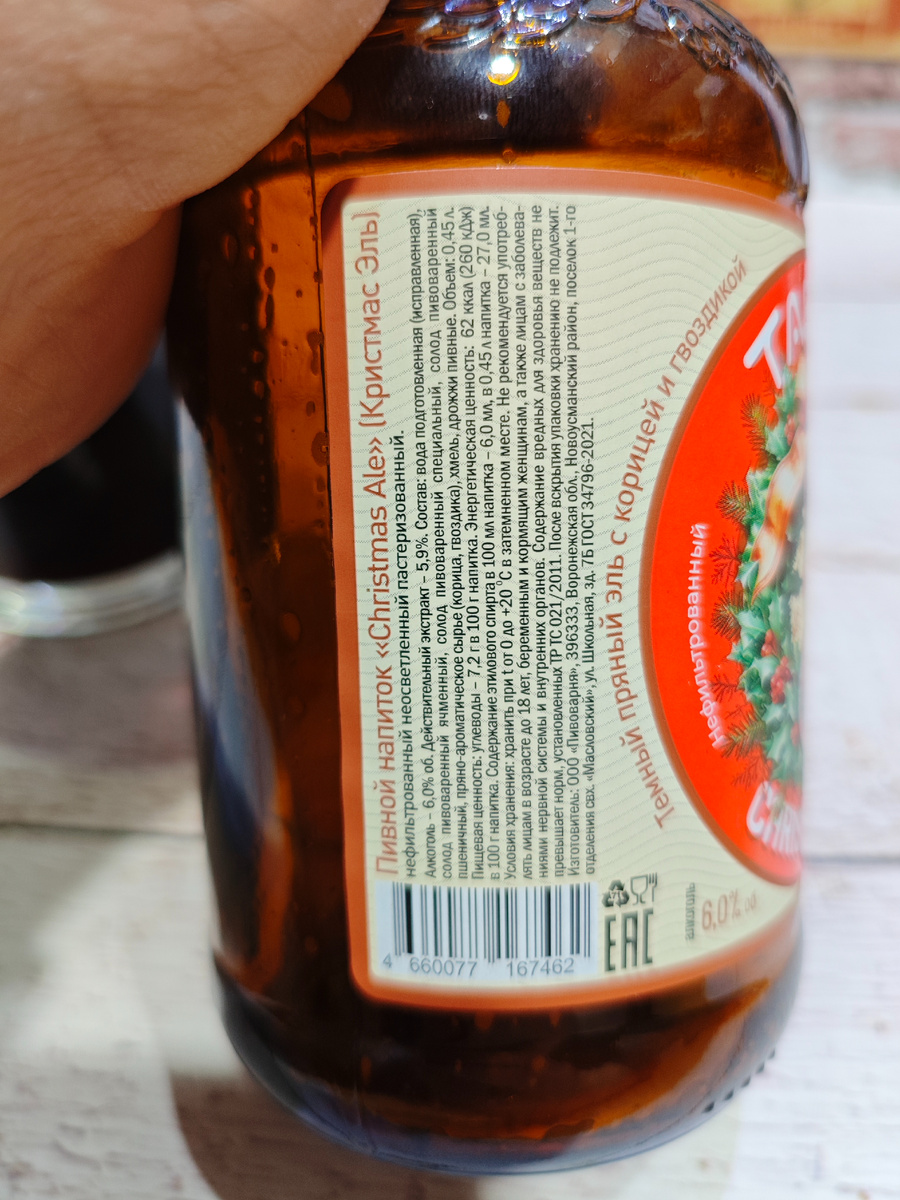 Пивной напиток «Christmas Ale» (Кристмас Эль)
нефильтрованный неосветленный пастеризованный.
Алкоголь – 6,0% об. Действительный экстракт – 5,9%. Состав: вода подготовленная (исправленная),
солод пивоваренный ячменный, солод пивоваренный специальный, солод пивоваренный
пшеничный, пряно-ароматическое сырье (корица, гвоздика), хмель, дрожжи пивные. Объем: 0,45 л.
Пищевая ценность: углеводы – 7,2 г в 100 г напитка. Энергетическая ценность: 62 ккал (260 кДж)
в 100 г напитка. Содержание этилового спирта в 100 мл напитка – 6,0 мл, в 0,45 л напитка – 27,0 мл.
Условия хранения: хранить при t от 0 до +20 °С в затемненном месте. Не рекомендуется употреб-
лять лицам в возрасте до 18 лет, беременным и кормящим женщинам, а также лицам с заболева-
ниями нервной системы и внутренних органов. Содержание вредных для здоровья веществ не
превышает норм, установленных ТР ТС 021/2011. После вскрытия упаковки хранению не подлежит.
Изготовитель: ООО «Пивоварня», 396333, Воронежская обл., Новоусманский район, поселок 1-го
отделения свх. «Масловский», ул. Школьная, зд. 7Б ГОСТ 34796-2021.
Темный пряный эль с корицей и гвоздикой
Нефильтрованный
4 660077 167462
EAC
алкоголь
6,0% об.